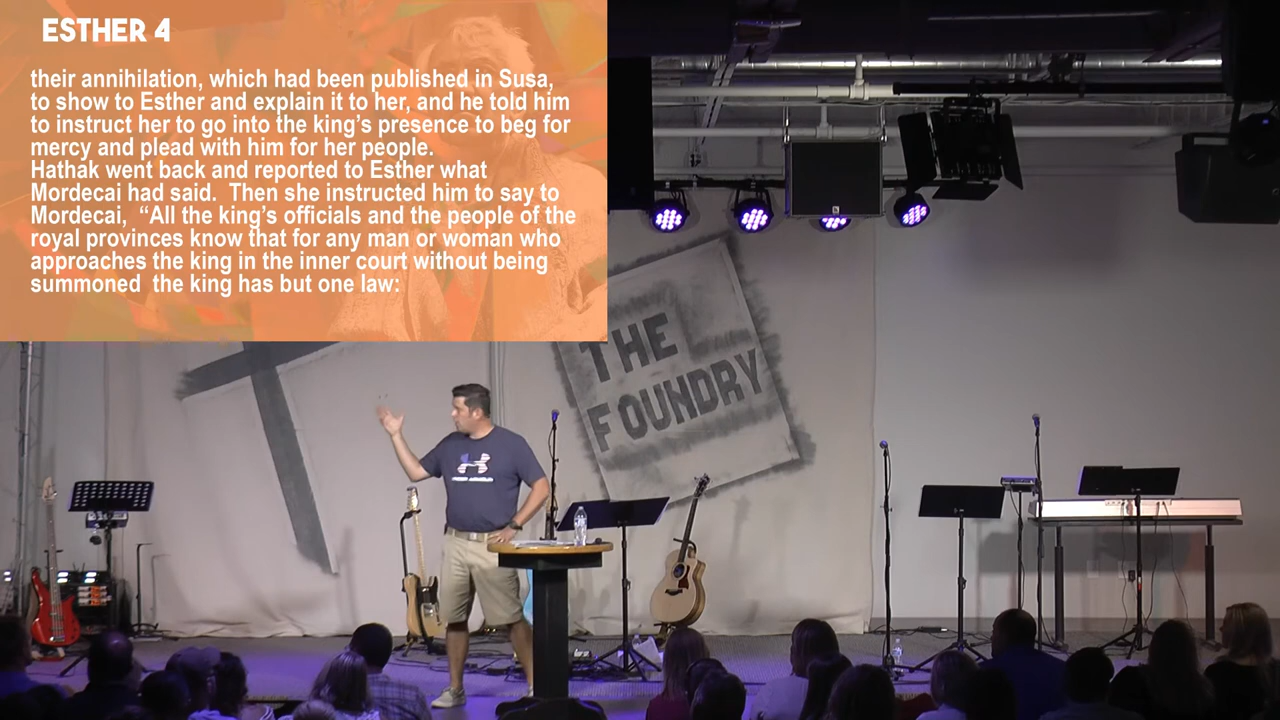 ESTHER 4
their annihilation, which had been published in Susa,
to show to Esther and explain it to her, and he told him
to instruct her to go into the king's presence to beg for
mercy and plead with him for her people.
Hathak went back and reported to Esther what
Mordecai had said.  Then she instructed him to say to
Mordecai,  “All the king's officials and the people of the
royal provinces know that for any man or woman who
approaches the king in the inner court without being
summoned  the king has but one law:
THE
FOUNDRY